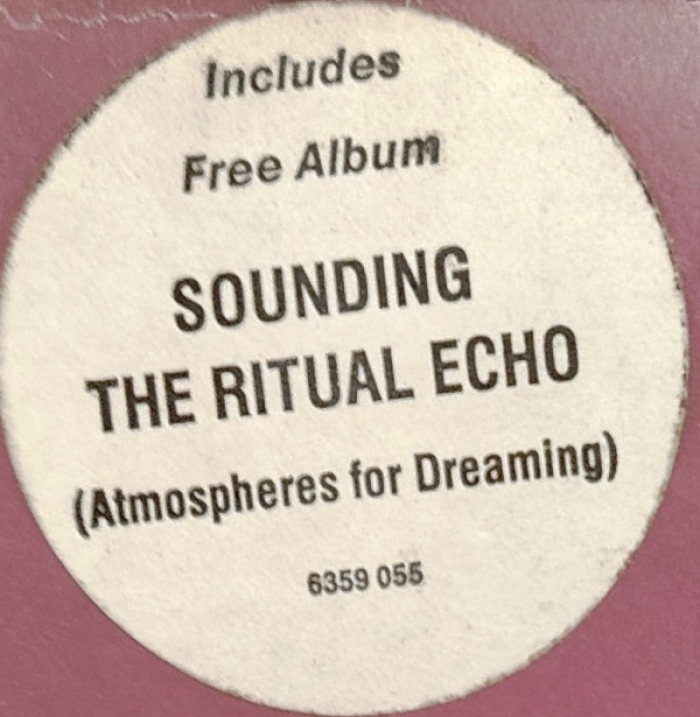 Includes
Free Album
SOUNDING
THE RITUAL ECHO
(Atmospheres for Dreaming)
6359 055